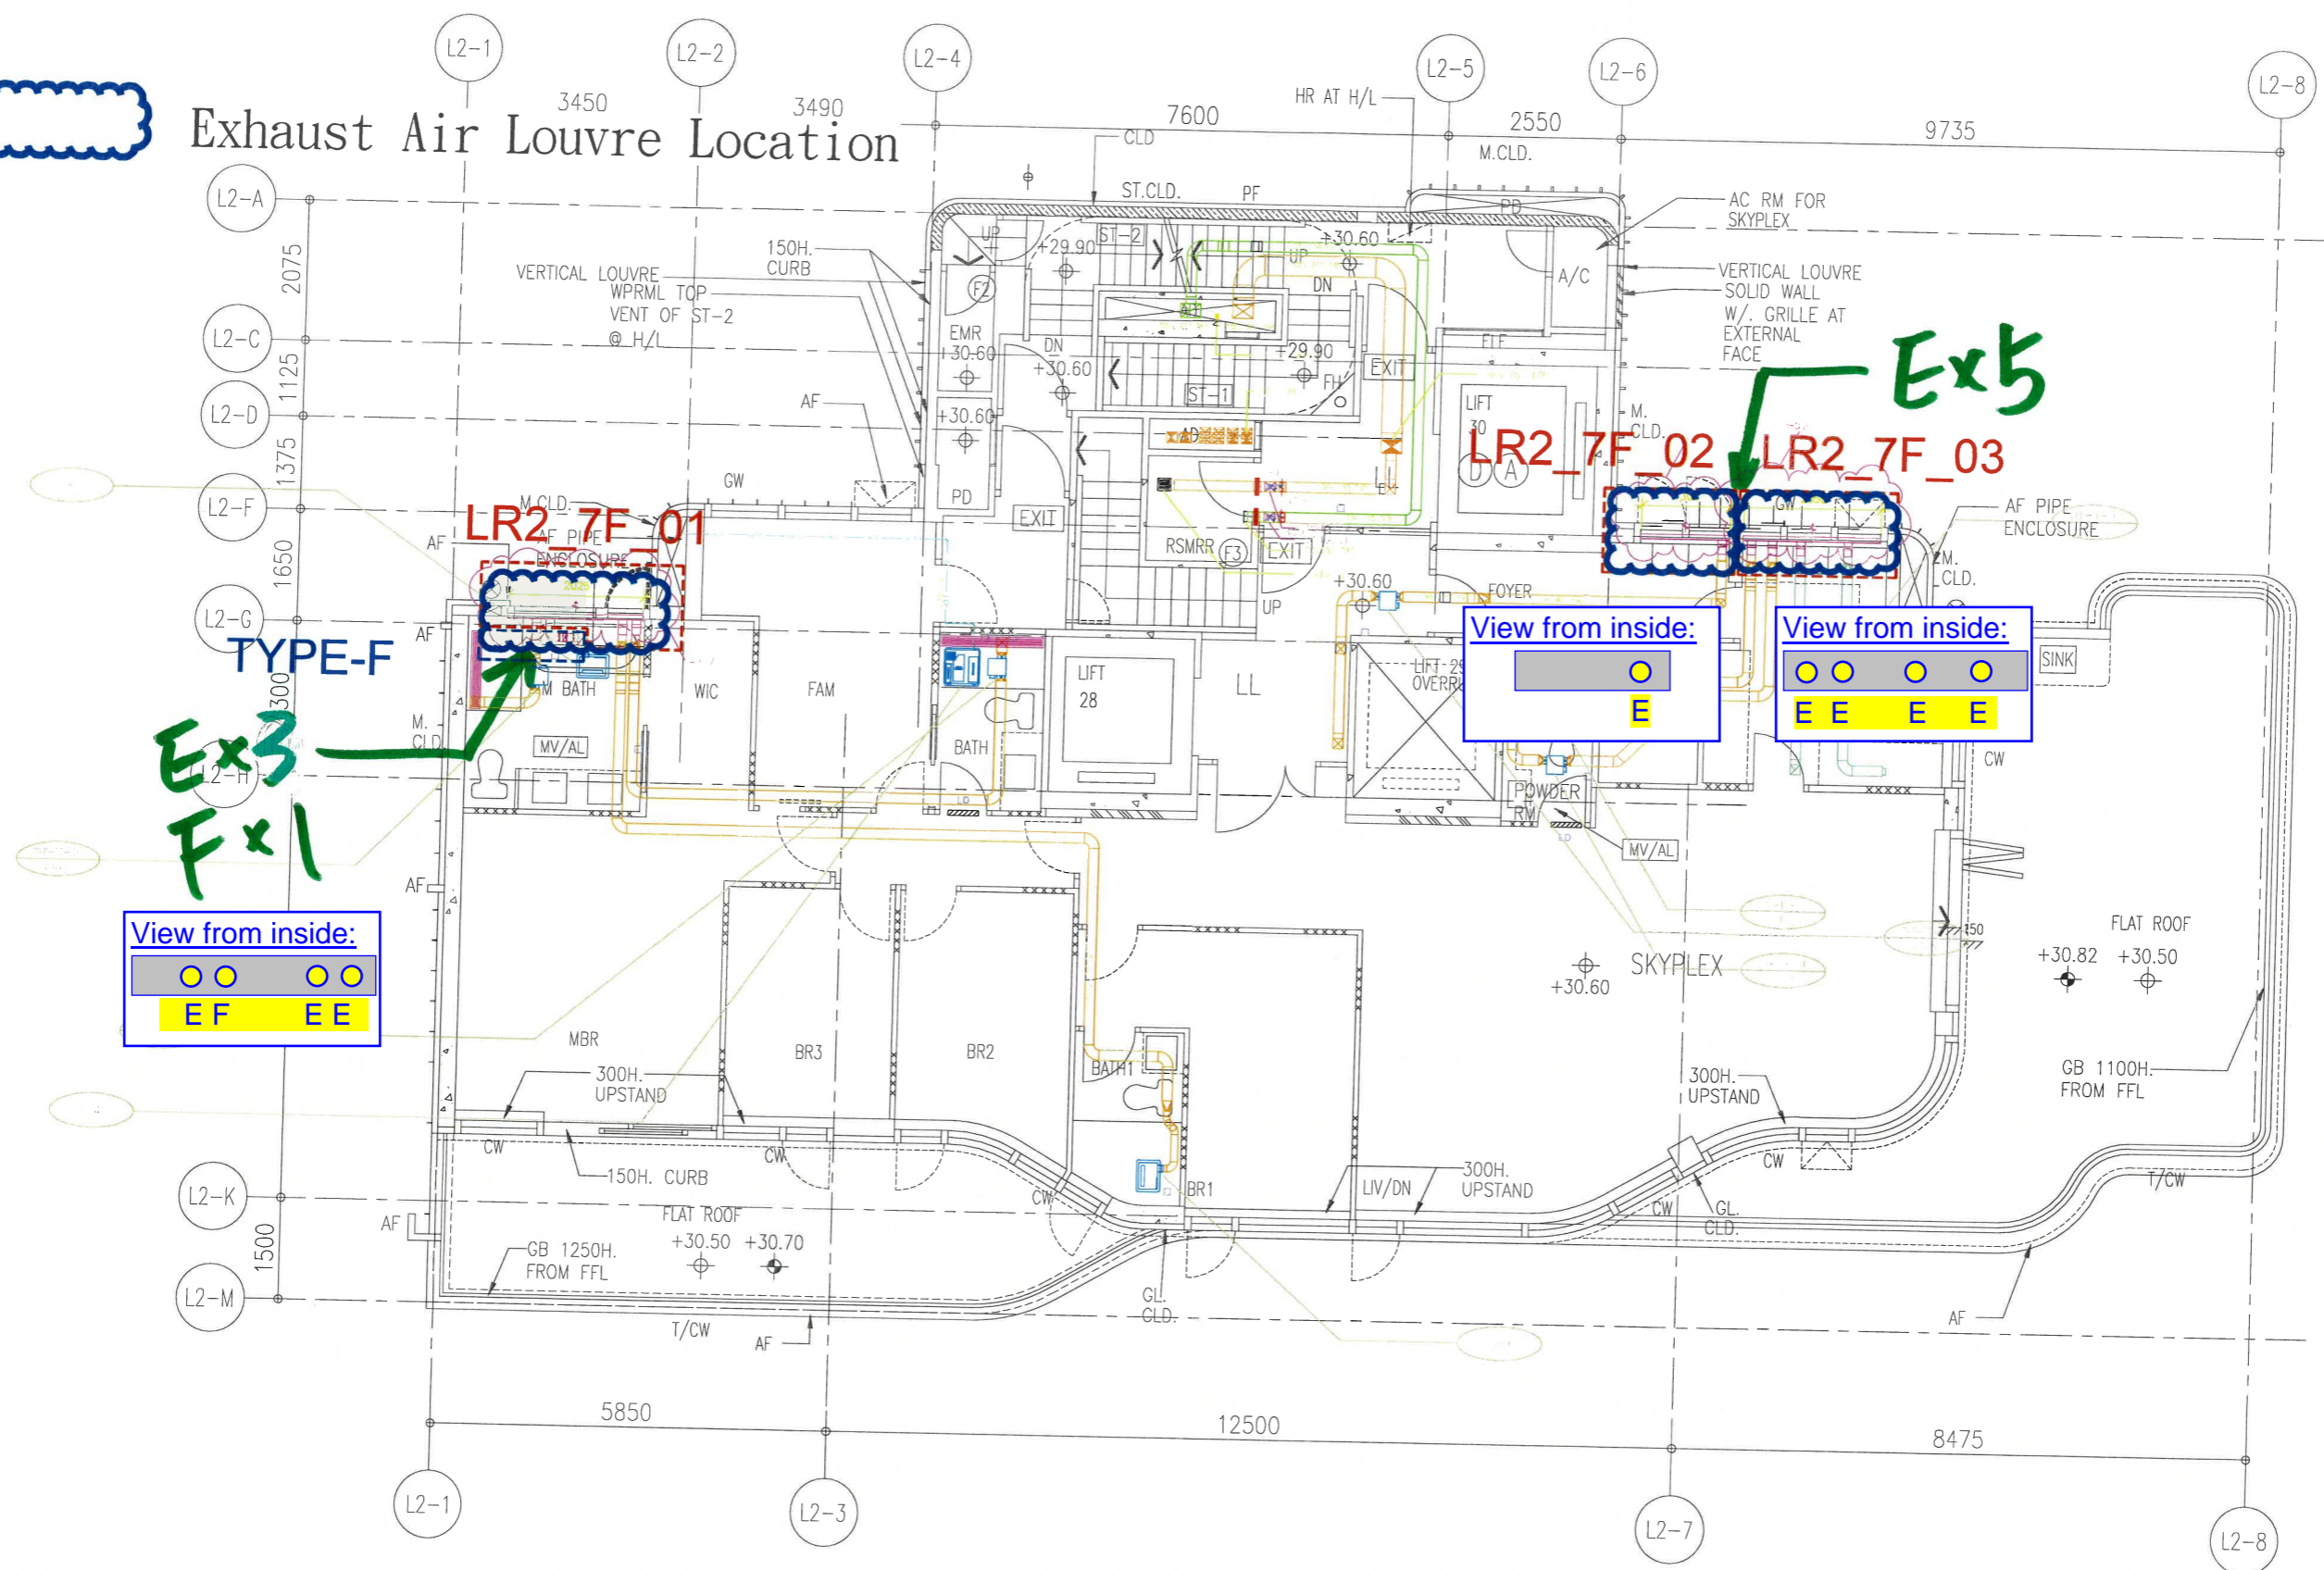 L2-1
L2-2
L2-4
L2-5
L2-6
L2-8
3450
3490
7600
2550
9735
HR AT H/L
Exhaust Air Louvre Location
CLD
M.CLD.
L2-A
ST.CLD.
PF
PD
AC RM FOR
SKYPLEX
2075
150H.
CURB
UP
+29.90
ST-2
UP
+30.60
DN
A/C
VERTICAL LOUVRE
WPRML TOP
VENT OF ST-2
@ H/L
F2
VERTICAL LOUVRE
SOLID WALL
W/. GRILLE AT
EXTERNAL
FACE
L2-C
EMR
+30.60
DN
+30.60
+29.90
EXIT
FH
ST-1
Ex5
1125
L2-D
AF
+30.60
AD
LIFT
30
M.
CLD.
D
A
LR2_7F_02
LR2_7F_03
1375
GW
PD
L2-F
M.CLD.
LR2_7F_01
AF PIPE
ENCLOSURE
AF
EXIT
RSMRR
F3
EXIT
GW
AF PIPE
ENCLOSURE
M.
CLD.
1650
+30.60
FOYER
UP
L2-G
AF
TYPE-F
300
M BATH
WIC
FAM
LIFT
28
LL
View from inside:
E
View from inside:
E E E E
SINK
M.
CLD.
MV/AL
BATH
CW
Ex3
L2-H
Fx1
POWDER
RM
MV/AL
AF
View from inside:
E F E E
150
FLAT ROOF
+30.82
+30.50
SKYPLEX
+30.60
MBR
BR3
BR2
BATH1
300H.
UPSTAND
300H.
UPSTAND
GB 1100H.
FROM FFL
CW
CW
150H. CURB
CW
BR1
LIV/DN
300H.
UPSTAND
CW
CW
GL.
CLD.
T/CW
L2-K
AF
FLAT ROOF
+30.50
+30.70
1500
GB 1250H.
FROM FFL
L2-M
GL.
CLD.
T/CW
AF
AF
5850
12500
8475
L2-1
L2-3
L2-7
L2-8